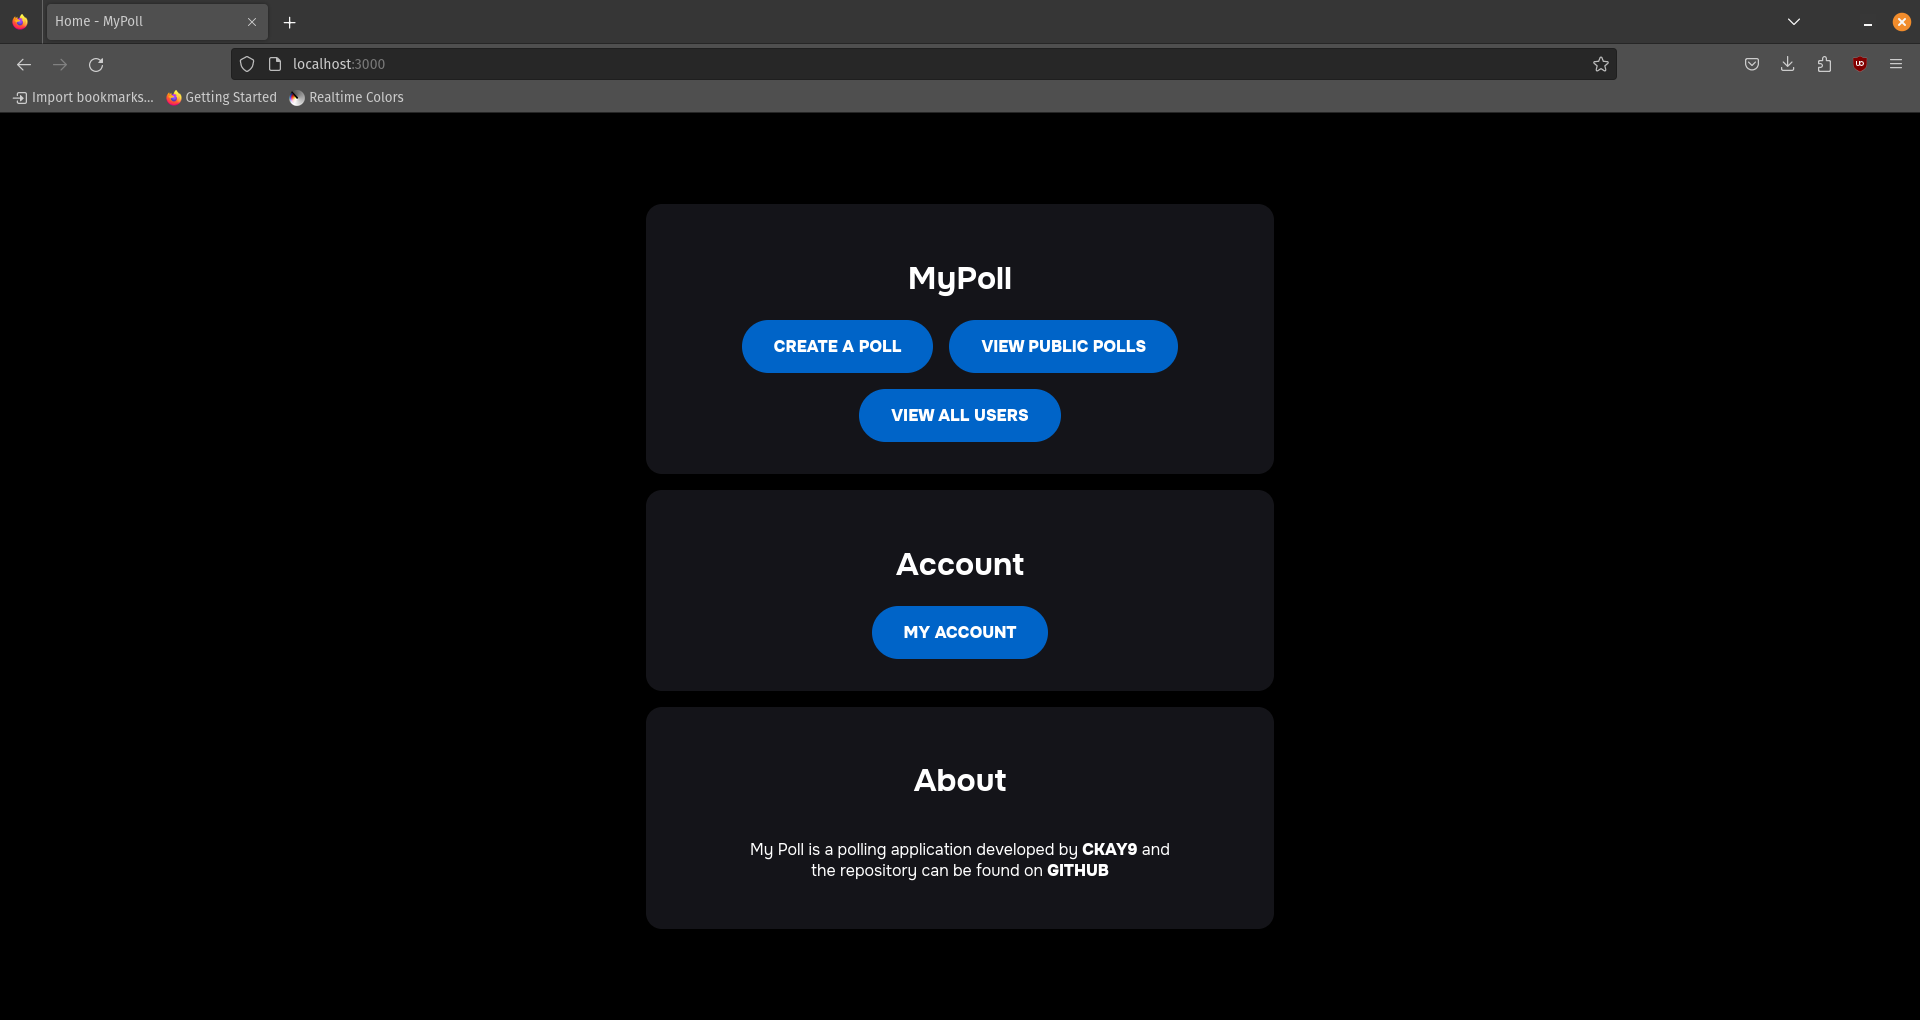 Home - MyPoll
localhost:3000
Import bookmarks... Getting Started Realtime Colors
MyPoll
CREATE A POLL VIEW PUBLIC POLLS
VIEW ALL USERS
Account
MY ACCOUNT
About
My Poll is a polling application developed by CKAY9 and
the repository can be found on GITHUB